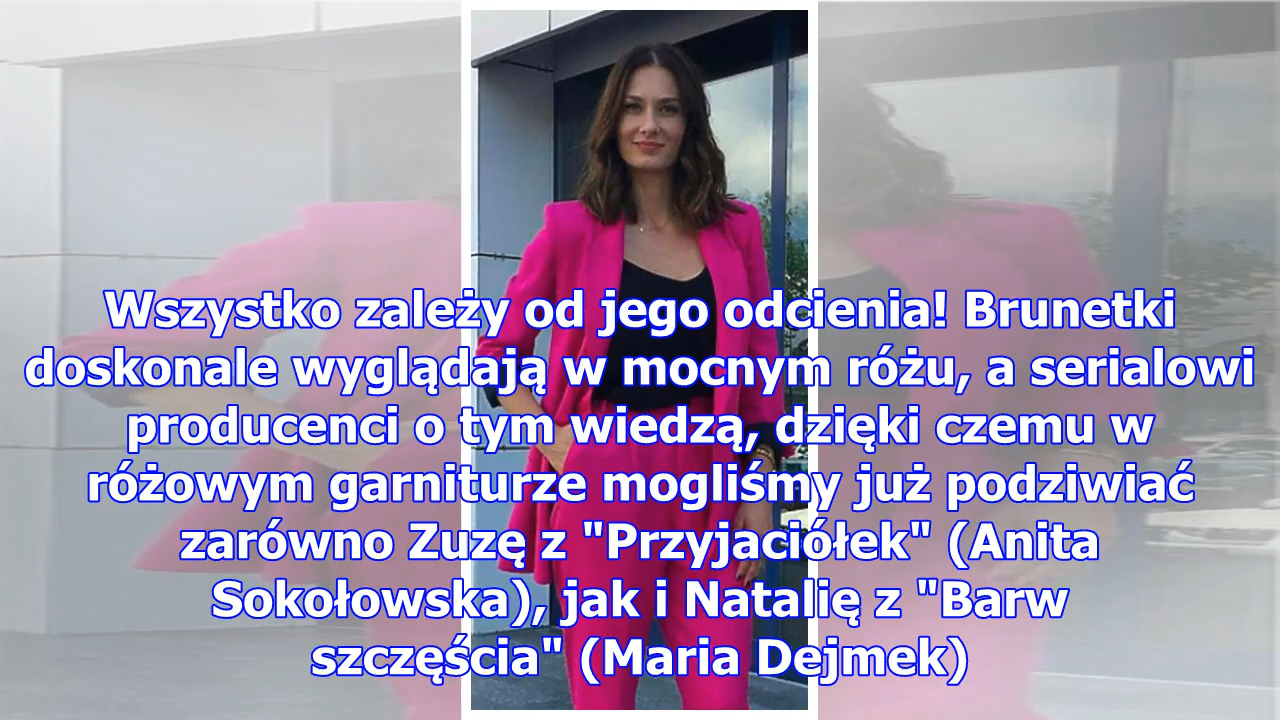 Wszystko zależy od jego odcienia! Brunetki
doskonale wyglądają w mocnym różu, a serialowi
producenci o tym wiedzą, dzięki czemu w
różowym garniturze mogliśmy już podziwiać
zarówno Zuzę z "Przyjaciółek" (Anita
Sokołowska), jak i Natalię z "Barw
szczęścia" (Maria Dejmek)